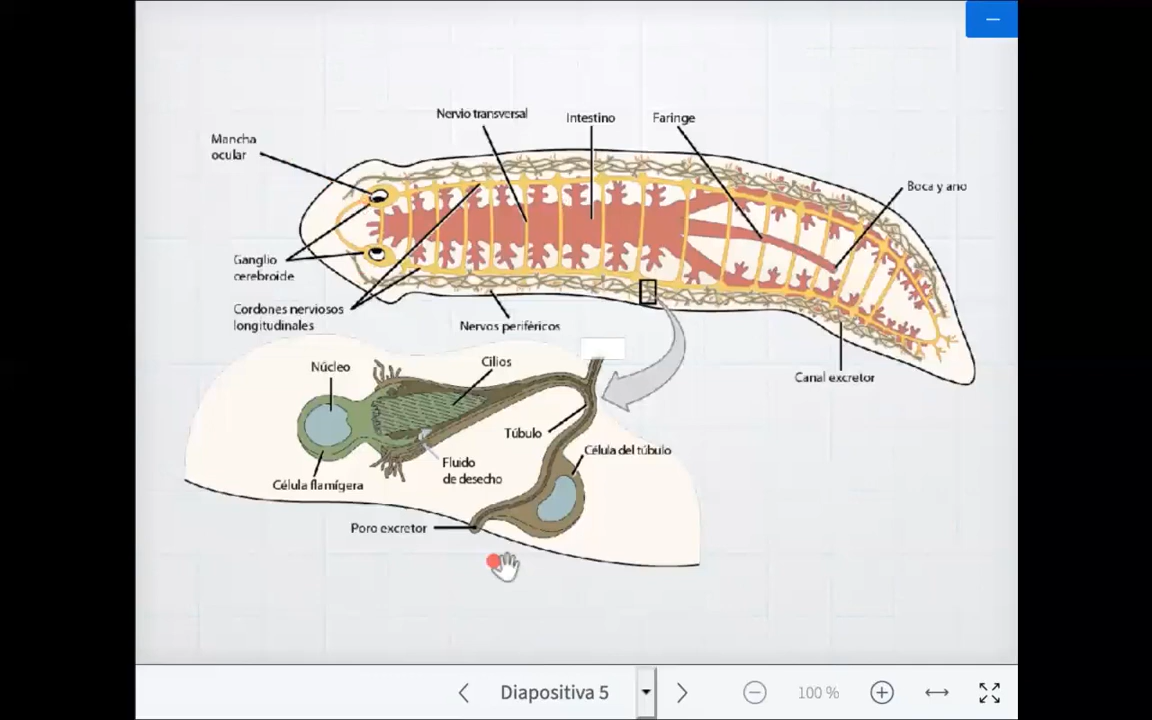 Nervio transversal
Intestino
Faringe
Mancha
ocular
Boca y ano
Ganglio
cerebroide
Cordones nerviosos
longitudinales
Nervos periféricos
Canal excretor
Núcleo
Cilios
Túbulo
Célula del túbulo
Fluido
de desecho
Célula flamígera
Poro excretor
Diapositiva 5
100 %